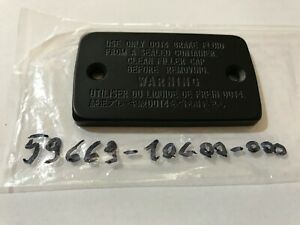 USE ONLY DOT4 BRAKE FLUID
FROM A SEALED CONTAINER.
CLEAN FILLER CAP
BEFORE REMOVING.
WARNING
UTILISER DU LIQUIDE DE FREIN DOT4.
59669-10G00-000